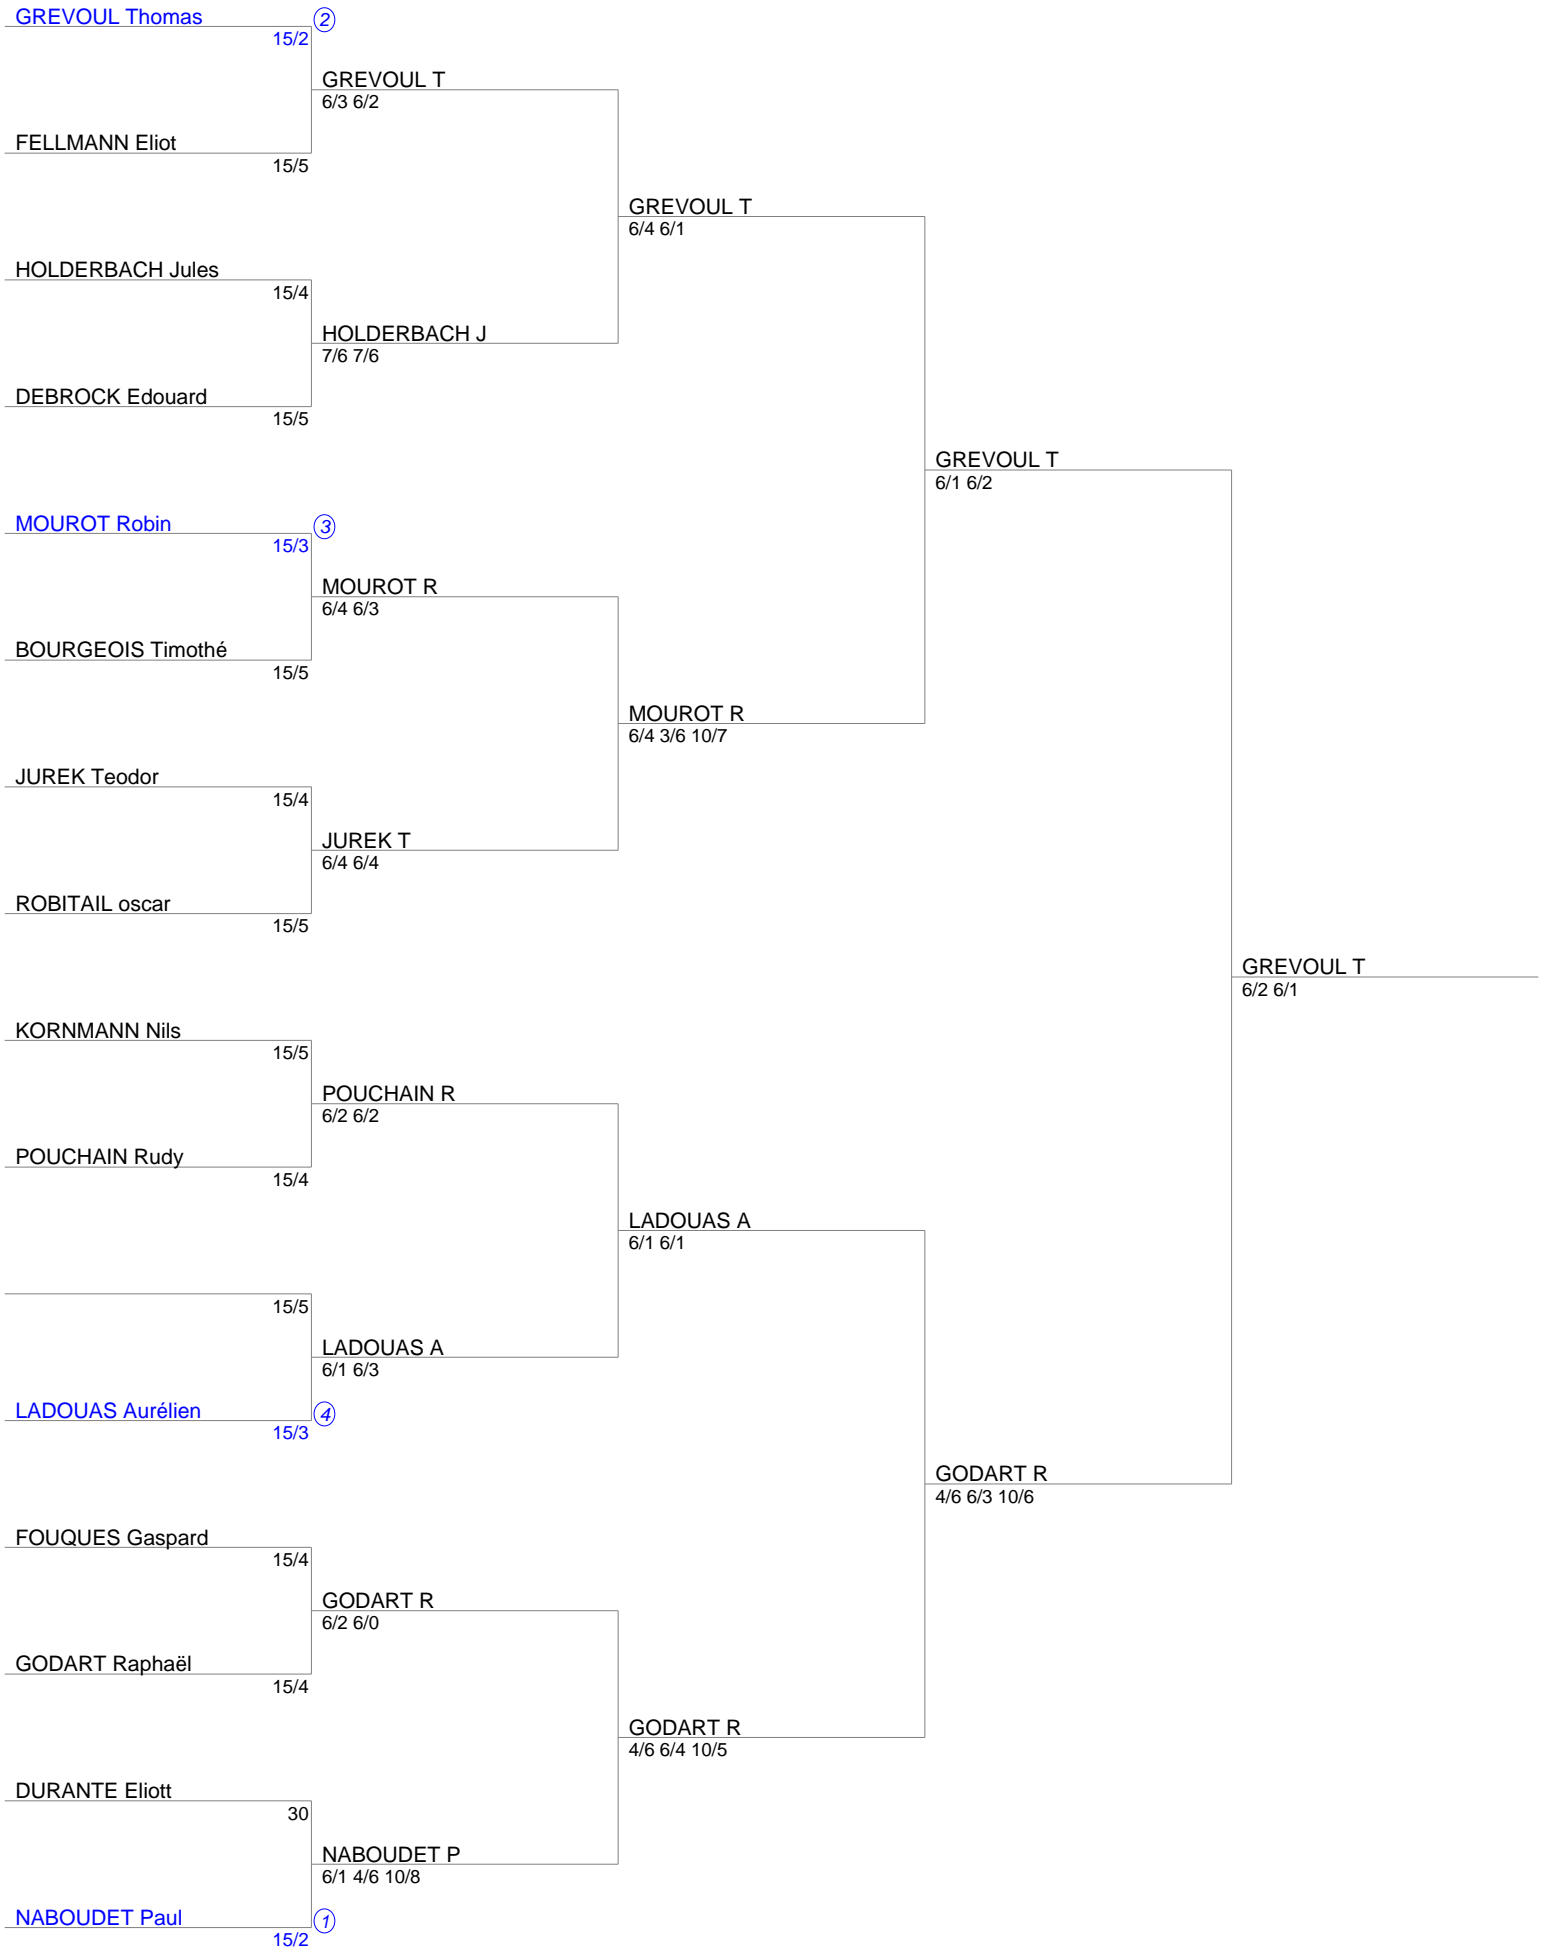 GREVOUL Thomas 2
15/2
GREVOUL T
6/3 6/2
FELLMANN Eliot
15/5
GREVOUL T
6/4 6/1
HOLDERBACH Jules
15/4
HOLDERBACH J
7/6 7/6
DEBROCK Edouard
15/5
GREVOUL T
6/1 6/2
MOUROT Robin 3
15/3
MOUROT R
6/4 6/3
BOURGEOIS Timothé
15/5
MOUROT R
6/4 3/6 10/7
JUREK Teodor
15/4
JUREK T
6/4 6/4
ROBITAIL oscar
15/5
GREVOUL T
6/2 6/1
KORNMANN Nils
15/5
POUCHAIN R
6/2 6/2
POUCHAIN Rudy
15/4
LADOUAS A
6/1 6/1
15/5
LADOUAS A
6/1 6/3
LADOUAS Aurélien 4
15/3
GODART R
4/6 6/3 10/6
FOUQUES Gaspard
15/4
GODART R
6/2 6/0
GODART Raphaël
15/4
GODART R
4/6 6/4 10/5
DURANTE Eliott
30
NABOUDET P
6/1 4/6 10/8
NABOUDET Paul 1
15/2